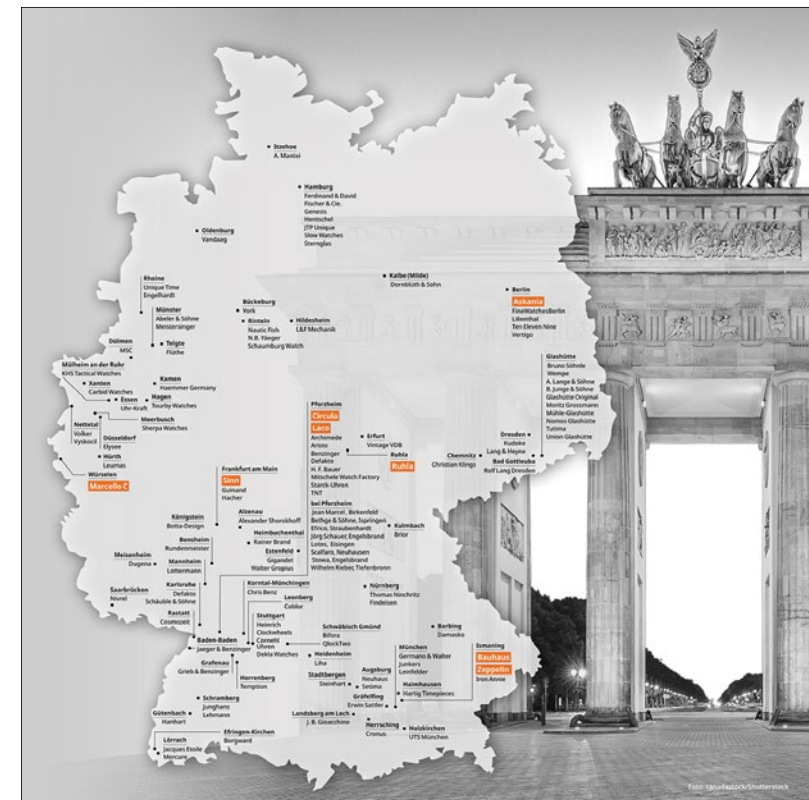 Itzehoe
A. Mantei
Hamburg
Ferdinand & David
Fischer & Cie.
Genesis
Hentschel
JTP Unique
Slow Watches
Sternglas
Oldenburg
Vandaag
Kalbe (Milde)
Dornblüth & Sohn
Berlin
Askania
FineWatchesBerlin
Lilienthal
Ten Eleven Nine
Vertigo
Rheine
Unique Time
Engelhardt
Münster
Abeler & Söhne
Meistersinger
Bückeburg
York
Rinteln
Nautic Fish
N.B. Yäeger
Schaumburg Watch
Hildesheim
L&F Mechanik
Dülmen
MSC
Telgte
Flüthe
Mülheim an der Ruhr
KHS Tactical Watches
Xanten
Carbid Watches
Kamen
Haemmer Germany
Essen
Uhr-Kraft
Hagen
Tourby Watches
Meerbusch
Sherpa Watches
Nettetal
Volker
Vyskocil
Düsseldorf
Elysee
Hürth
Leumas
Würselen
Marcello C
Glashütte
Bruno Söhnle
Wempe
A. Lange & Söhne
B. Junge & Söhne
Glashütte Original
Moritz Grossmann
Mühle-Glashütte
Nomos Glashütte
Tutima
Union Glashütte
Dresden
Kudoke
Lang & Heyne
Bad Gottleuba
Rolf Lang Dresden
Chemnitz
Christian Klings
Pforzheim
Circula
Laco
Archimede
Aristo
Benzinger
Defakto
H. F. Bauer
Mitschele Watch Factory
Starck-Uhren
TNT
bei Pforzheim
Jean Marcel, Birkenfeld
Bethge & Söhne, Ispringen
Efrico, Straubenhardt
Jörg Schauer, Engelsbrand
Lotos, Eisingen
Scalfaro, Neuhausen
Stowa, Engelsbrand
Wilhelm Rieber, Tiefenbronn
Erfurt
Vintage VDB
Ruhla
Ruhla
Frankfurt am Main
Sinn
Guinand
Hacher
Königstein
Botta-Design
Alzenau
Alexander Shorokhoff
Heimbuchenthal
Rainer Brand
Estenfeld
Gigandet
Walter Gropius
Kulmbach
Brior
Bensheim
Rundenmeister
Meisenheim
Dugena
Mannheim
Lettermann
Saarbrücken
Nivrel
Karlsruhe
Defakto
Schäuble & Söhne
Korntal-Münchingen
Chris Benz
Leonberg
Coblor
Nürnberg
Thomas Ninchritz
Findeisen
Rastatt
Cosmozeit
Stuttgart
Heinrich
Clockwheels
Cornehl
Uhren
Dekla Watches
Schwäbisch Gmünd
Bifora
QlockTwo
Barbing
Damasko
Baden-Baden
Jaeger & Benzinger
Grafenau
Grieb & Benzinger
Heidenheim
Liha
München
Germano & Walter
Junkers
Leinfelder
Ismaning
Bauhaus
Zeppelin
Iron Annie
Herrenberg
Temption
Stadtbergen
Steinhart
Augsburg
Neuhaus
Setima
Haimhausen
Hartig Timepieces
Schramberg
Junghans
Lehmann
Gräfelfing
Erwin Sattler
Gütenbach
Hanhart
Landsberg am Lech
J. B. Gioacchino
Herrsching
Cronus
Holzkirchen
UTS München
Efringen-Kirchen
Borgward
Lörrach
Jacques Etoile
Mercure